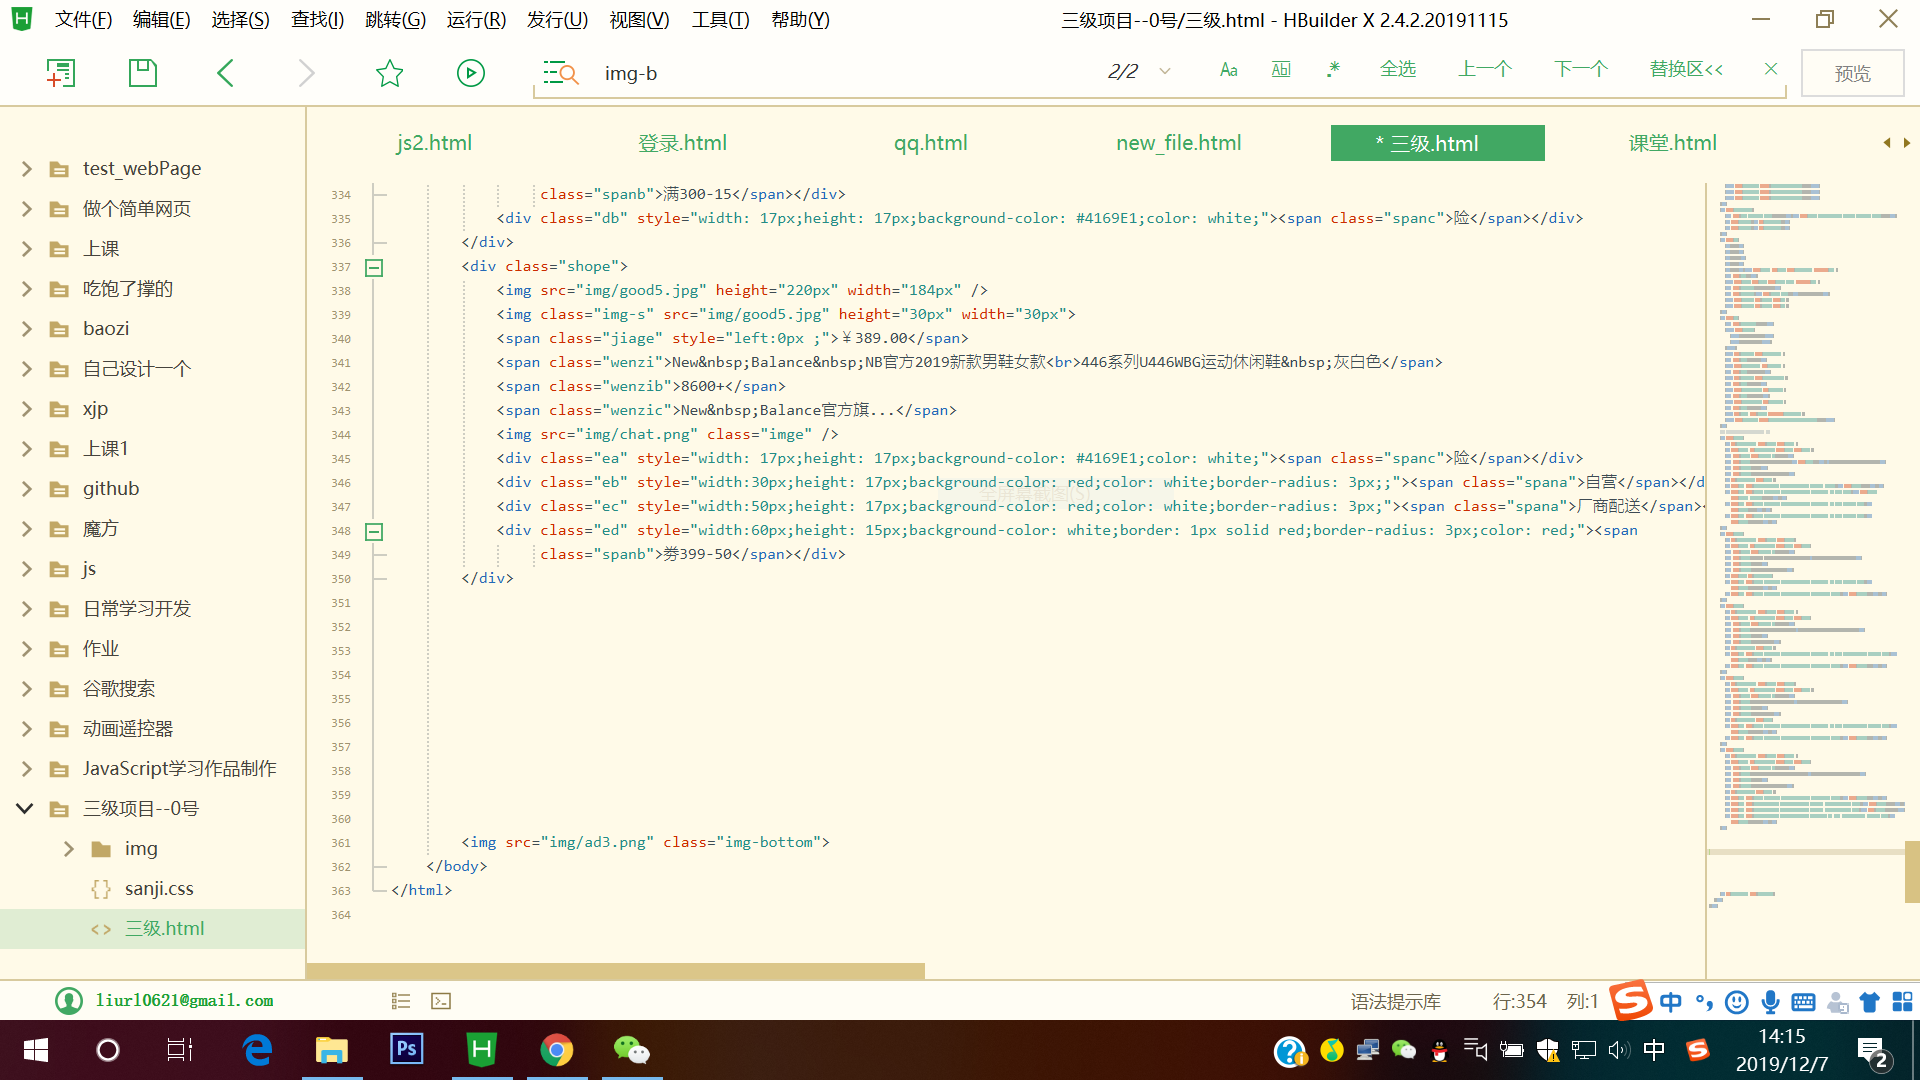 文件(F) 编辑(E) 选择(S) 查找(I) 跳转(G) 运行(R) 发行(U) 视图(V) 工具(T) 帮助(Y) 三级项目--0号/三级.html - HBuilder X 2.4.2.20191115
img-b 2/2 Aa Ab| .* 全选 上一个 下一个 替换区<< 预览
js2.html 登录.html qq.html new_file.html * 三级.html 课堂.html
test_webPage
做个简单网页
上课
吃饱了撑的
baozi
自己设计一个
xjp
上课1
github
魔方
js
日常学习开发
作业
谷歌搜索
动画遥控器
JavaScript学习作品制作
三级项目--0号
img
sanji.css
三级.html
334 class="spanb">满300-15</span></div>
335 <div class="db" style="width: 17px;height: 17px;background-color: #4169E1;color: white;"><span class="spanc">险</span></div>
336 </div>
337 <div class="shope">
338 <img src="img/good5.jpg" height="220px" width="184px" />
339 <img class="img-s" src="img/good5.jpg" height="30px" width="30px">
340 <span class="jiage" style="left:0px ;">￥389.00</span>
341 <span class="wenzi">New&nbsp;Balance&nbsp;NB官方2019新款男鞋女款<br>446系列U446WBG运动休闲鞋&nbsp;灰白色</span>
342 <span class="wenzib">8600+</span>
343 <span class="wenzic">New&nbsp;Balance官方旗...</span>
344 <img src="img/chat.png" class="imge" />
345 <div class="ea" style="width: 17px;height: 17px;background-color: #4169E1;color: white;"><span class="spanc">险</span></div>
346 <div class="eb" style="width:30px;height: 17px;background-color: red;color: white;border-radius: 3px;;"><span class="spana">自营</span></d
347 <div class="ec" style="width:50px;height: 17px;background-color: red;color: white;border-radius: 3px;"><span class="spana">厂商配送</span><
348 <div class="ed" style="width:60px;height: 15px;background-color: white;border: 1px solid red;border-radius: 3px;color: red;"><span
349 class="spanb">券399-50</span></div>
350 </div>
351
352
353
354
355
356
357
358
359
360
361 <img src="img/ad3.png" class="img-bottom">
362 </body>
363 </html>
364
全屏幕截图(S)
liurl0621@gmail.com 语法提示库 行:354 列:1 中
Ps 中 14:15
2019/12/7 2